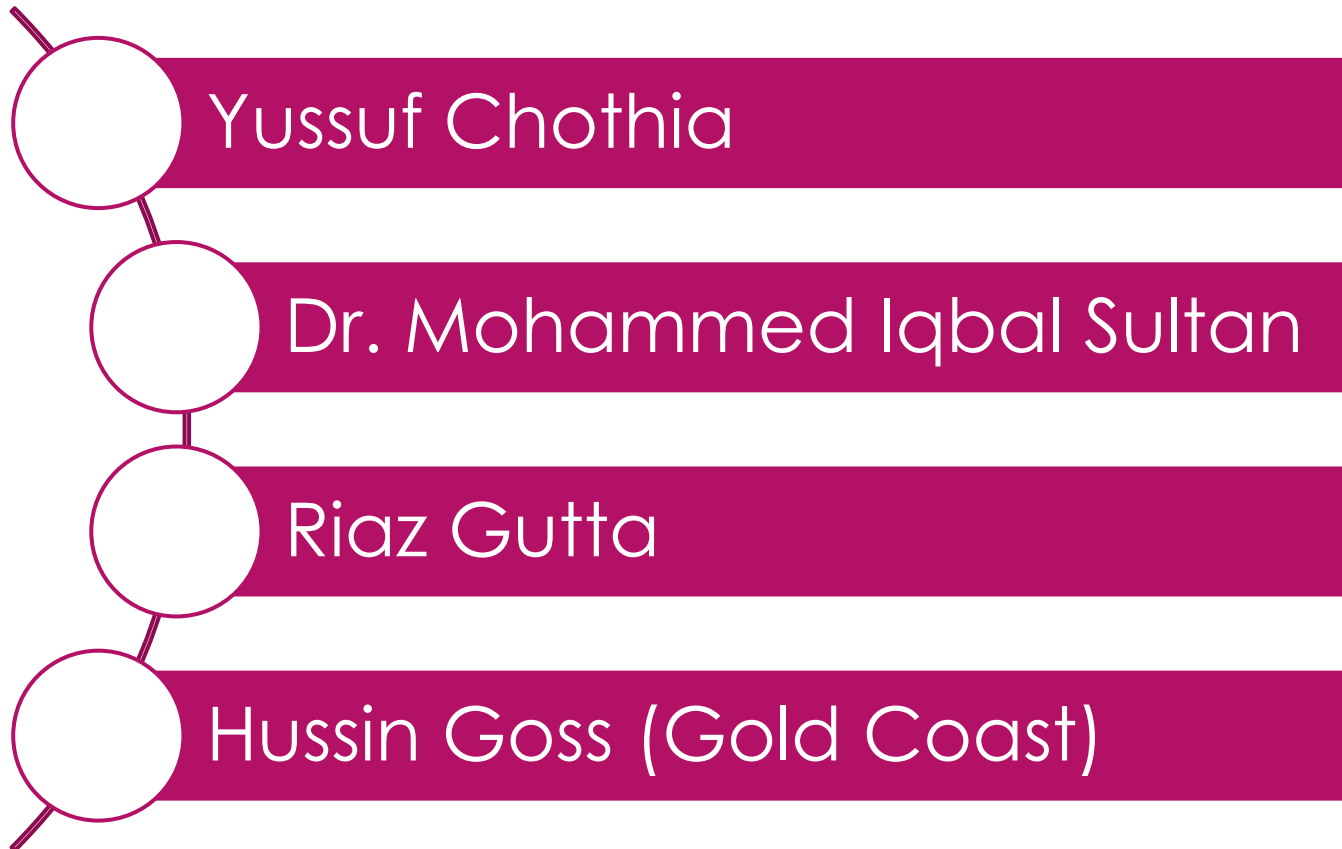 Yussuf Chothia
Dr. Mohammed Iqbal Sultan
Riaz Gutta
Hussin Goss (Gold Coast)